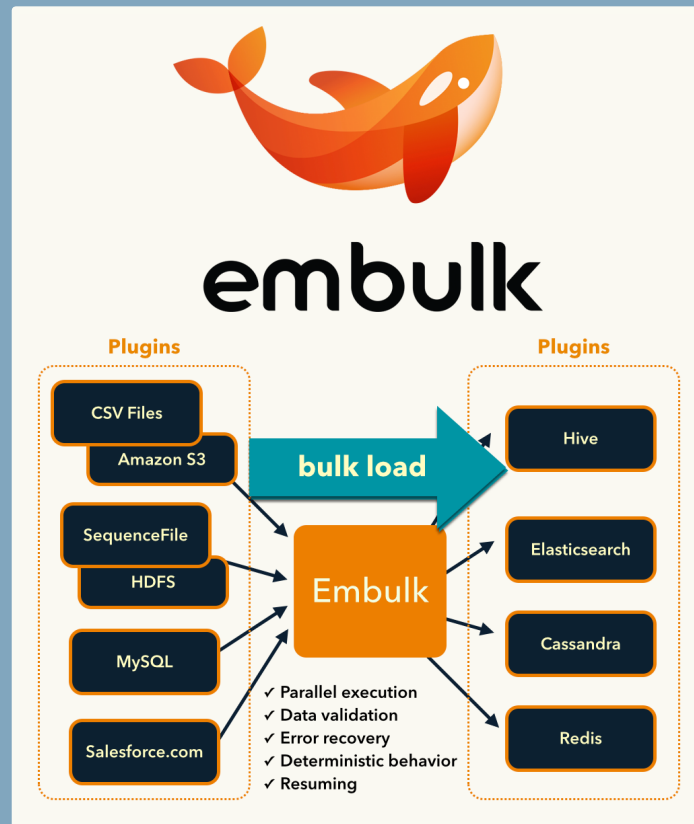 embulk
Plugins
Plugins
CSV Files
Amazon S3
SequenceFile
HDFS
MySQL
Salesforce.com
bulk load
Embulk
✓ Parallel execution
✓ Data validation
✓ Error recovery
✓ Deterministic behavior
✓ Resuming
Hive
Elasticsearch
Cassandra
Redis